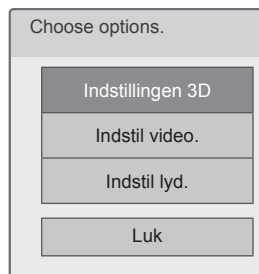 Choose options.
Indstillingen 3D
Indstil video.
Indstil lyd.
Luk